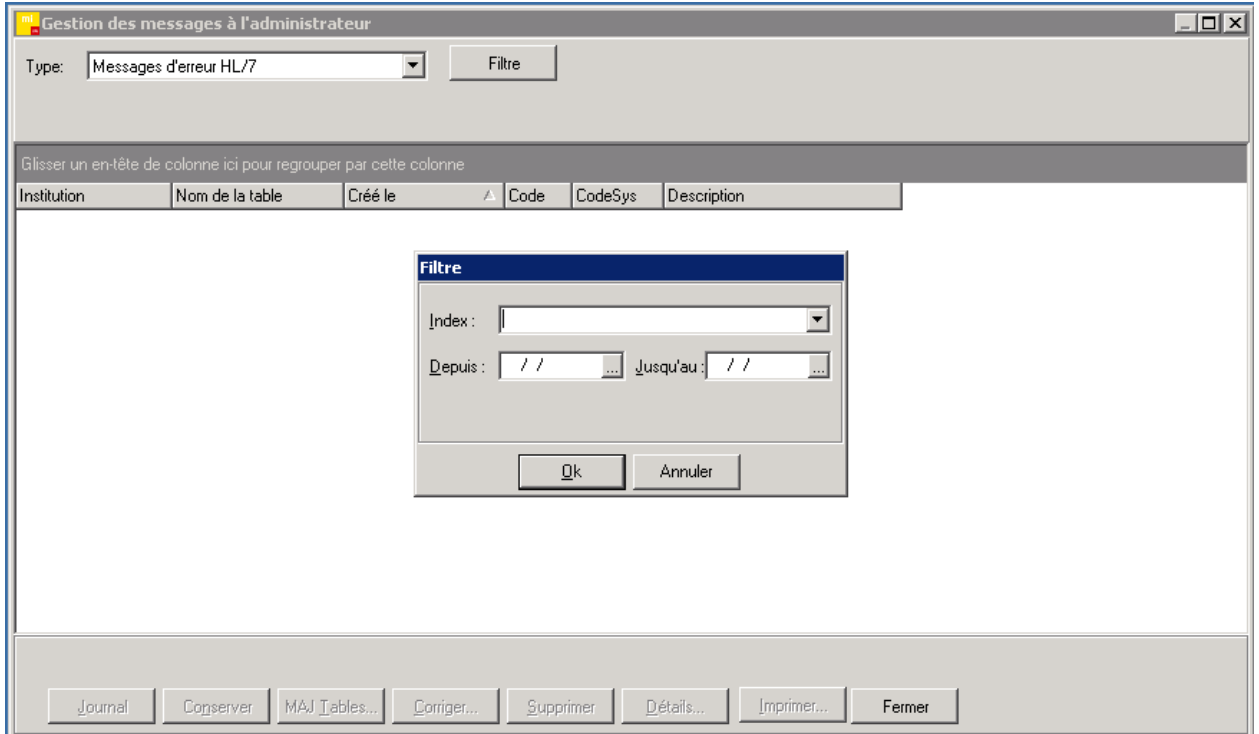 Gestion des messages à l'administrateur
Type: Messages d'erreur HL/7 Filtre
Glisser un en-tête de colonne ici pour regrouper par cette colonne
Institution Nom de la table Créé le Code CodeSys Description
Filtre
Index :
Depuis : / / ... Jusqu'au : / / ...
Ok Annuler
Journal Conserver MAJ Tables... Corriger... Supprimer Détails... Imprimer... Fermer